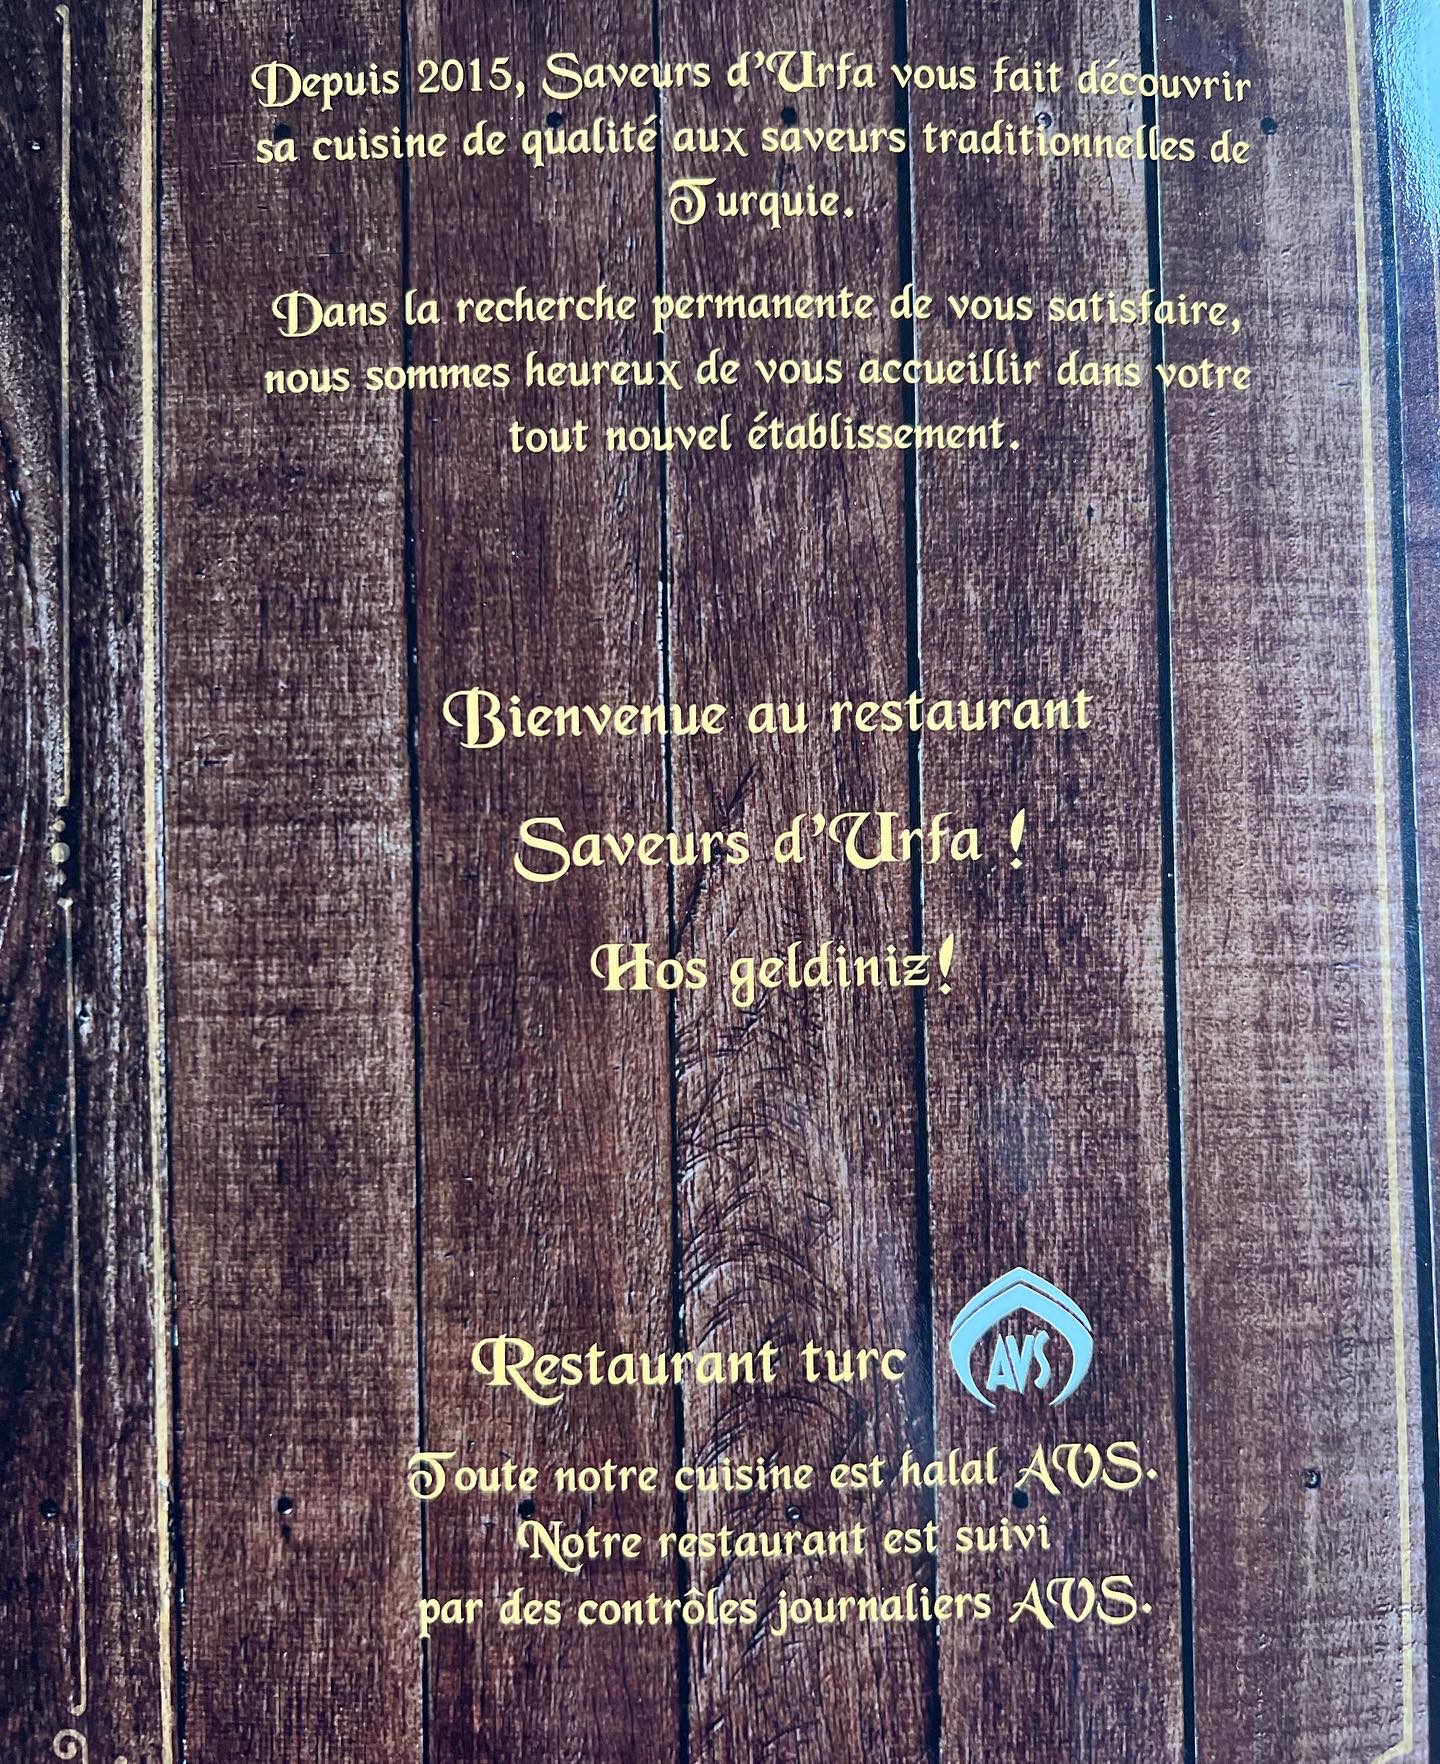 Depuis 2015, Saveurs d'Urfa vous fait découvrir
sa cuisine de qualité aux saveurs traditionnelles de
Turquie.
Dans la recherche permanente de vous satisfaire,
nous sommes heureux de vous accueillir dans votre
tout nouvel établissement.
Bienvenue au restaurant
Saveurs d'Urfa !
Hos geldiniz!
Restaurant turc AVS
Toute notre cuisine est halal AVS.
Notre restaurant est suivi
par des contrôles journaliers AVS.